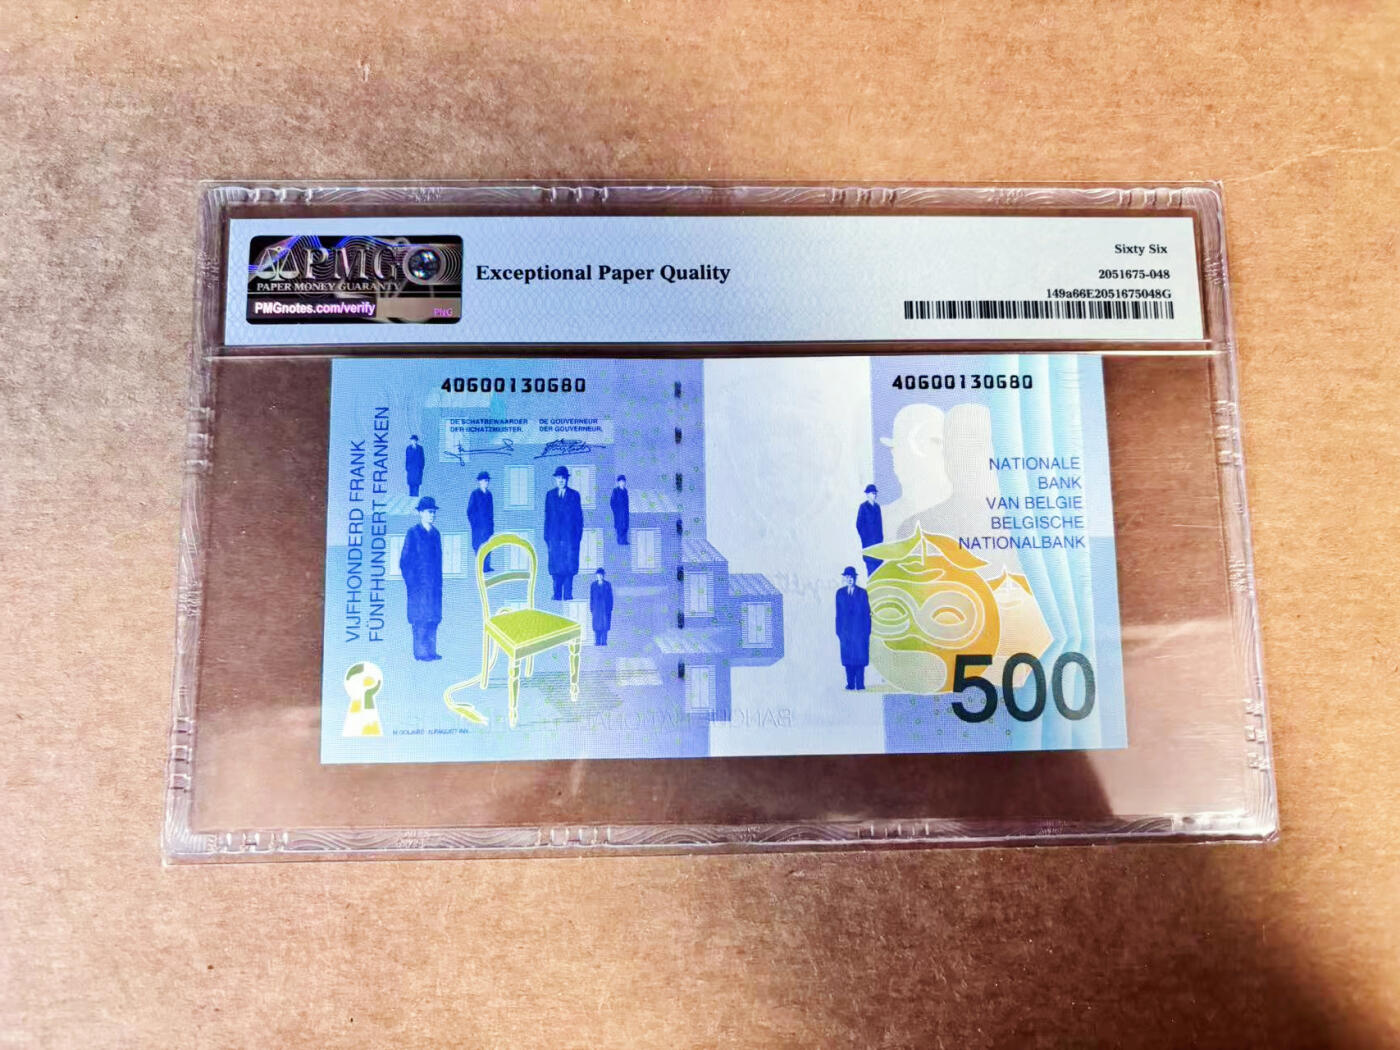 PMG
PAPER MONEY GUARANTY
PMGnotes.com/verify
PNG
Exceptional Paper Quality
Sixty Six
2051675-048
149a66E2051675048G
40600130680
40600130680
DE SCHATBEWAARDER
DER SCHATZMEISTER,
DE GOUVERNEUR
DER GOUVERNEUR,
VIJFHONDERD FRANK
FÜNFHUNDERT FRANKEN
NATIONALE
BANK
VAN BELGIE
BELGISCHE
NATIONALBANK
500